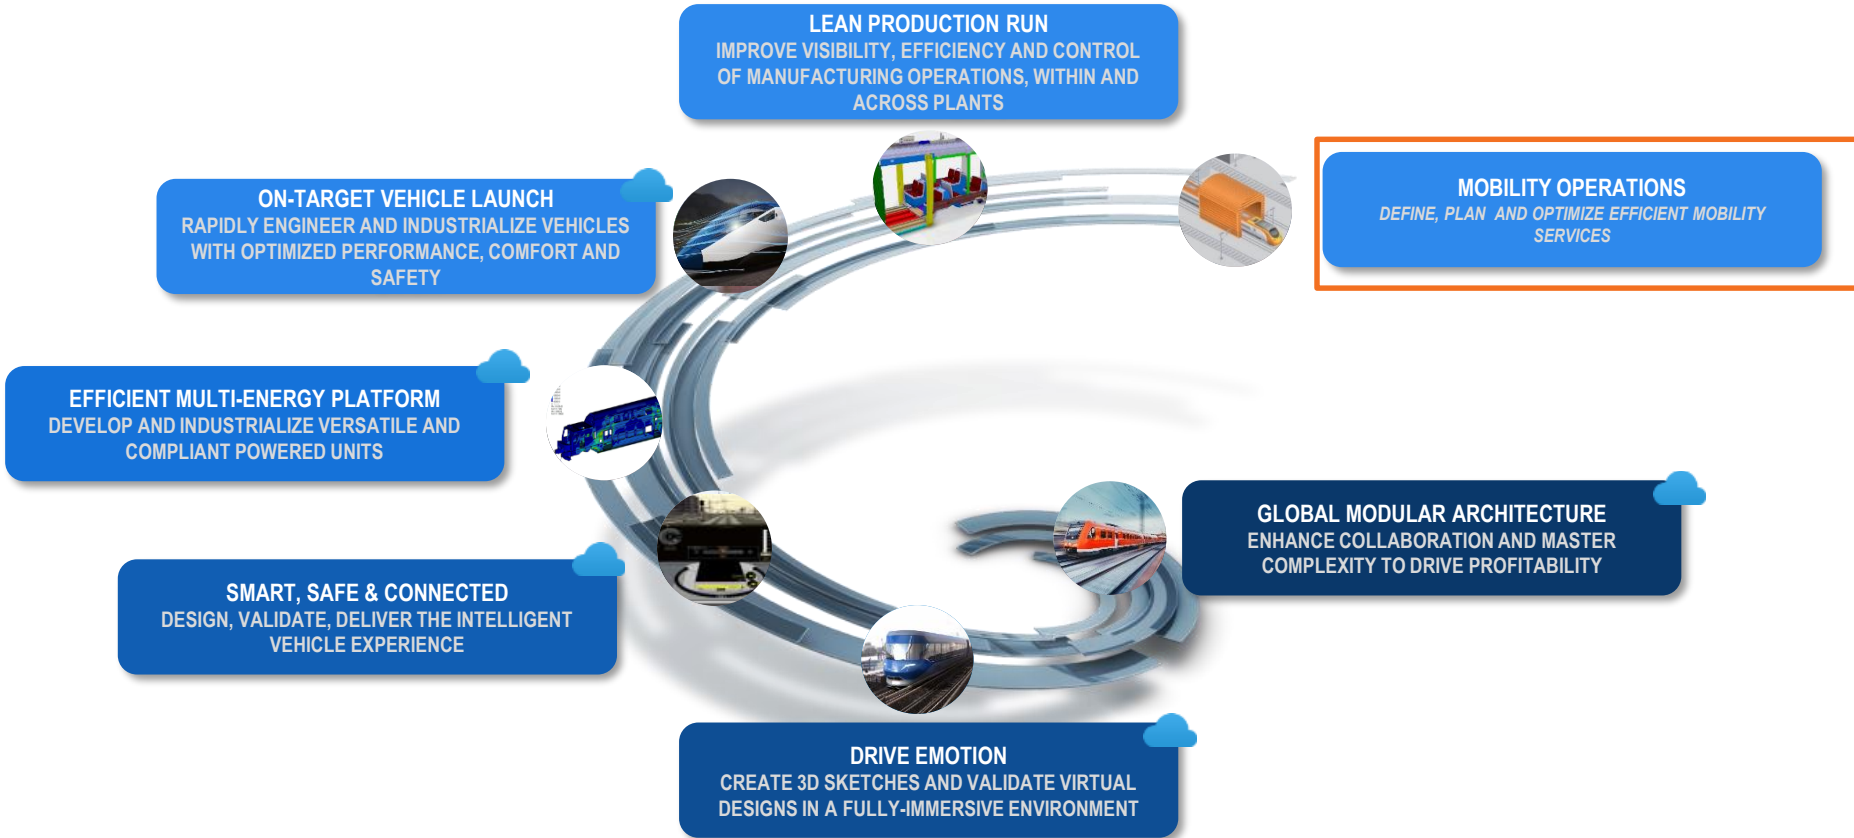 LEAN PRODUCTION RUN
IMPROVE VISIBILITY, EFFICIENCY AND CONTROL
OF MANUFACTURING OPERATIONS, WITHIN AND
ACROSS PLANTS
MOBILITY OPERATIONS
DEFINE, PLAN AND OPTIMIZE EFFICIENT MOBILITY
SERVICES
ON-TARGET VEHICLE LAUNCH
RAPIDLY ENGINEER AND INDUSTRIALIZE VEHICLES
WITH OPTIMIZED PERFORMANCE, COMFORT AND
SAFETY
EFFICIENT MULTI-ENERGY PLATFORM
DEVELOP AND INDUSTRIALIZE VERSATILE AND
COMPLIANT POWERED UNITS
GLOBAL MODULAR ARCHITECTURE
ENHANCE COLLABORATION AND MASTER
COMPLEXITY TO DRIVE PROFITABILITY
SMART, SAFE & CONNECTED
DESIGN, VALIDATE, DELIVER THE INTELLIGENT
VEHICLE EXPERIENCE
DRIVE EMOTION
CREATE 3D SKETCHES AND VALIDATE VIRTUAL
DESIGNS IN A FULLY-IMMERSIVE ENVIRONMENT